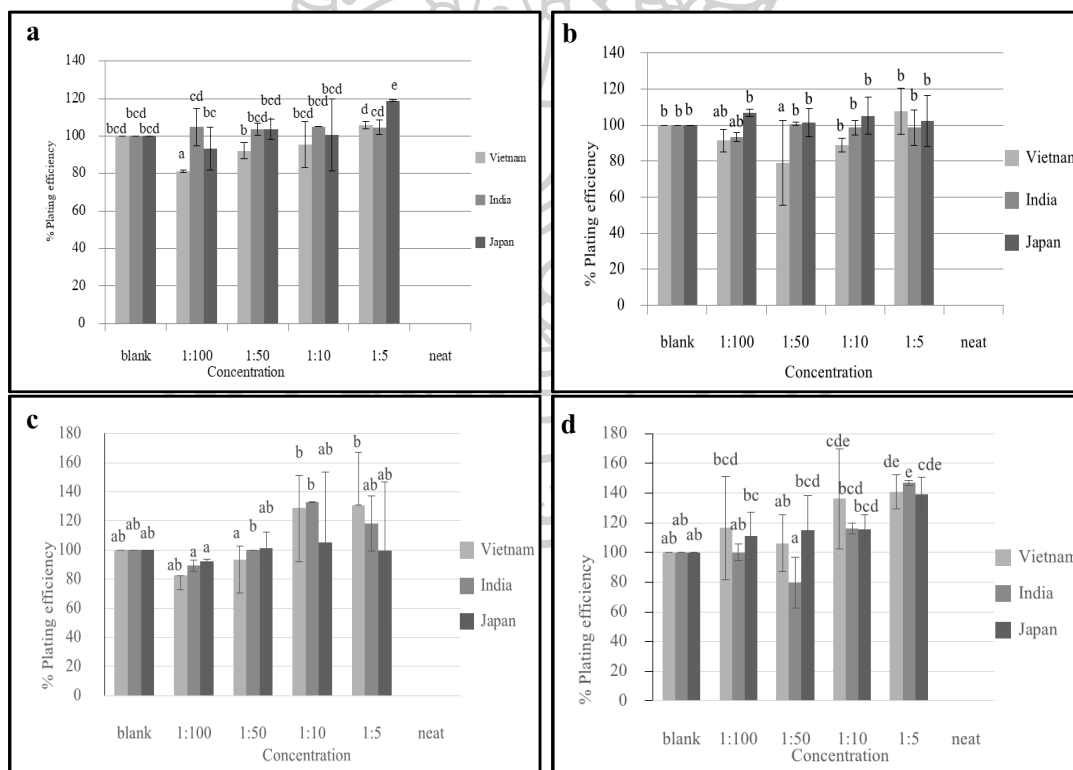 a
% Plating efficiency
140
120
100
80
60
40
20
0
bcd bcd bcd
a cd bc
b bcd bcd
bcd bcd bcd
d cd e
blank 1:100 1:50 1:10 1:5 neat
Concentration
Vietnam
India
Japan
b
% Plating efficiency
140
120
100
80
60
40
20
0
b b b
ab ab b
a b b
b b b
b b b
blank 1:100 1:50 1:10 1:5 neat
Concentration
Vietnam
India
Japan
c
% Plating efficiency
180
160
140
120
100
80
60
40
20
0
ab ab ab
ab a a
a b ab
b b ab
b ab ab
blank 1:100 1:50 1:10 1:5 neat
Concentration
Vietnam
India
Japan
d
% Plating efficiency
180
160
140
120
100
80
60
40
20
0
ab ab ab
bcd ab bc
ab a bcd
cde bcd bcd
de e cde
blank 1:100 1:50 1:10 1:5 neat
Concentration
Vietnam
India
Japan